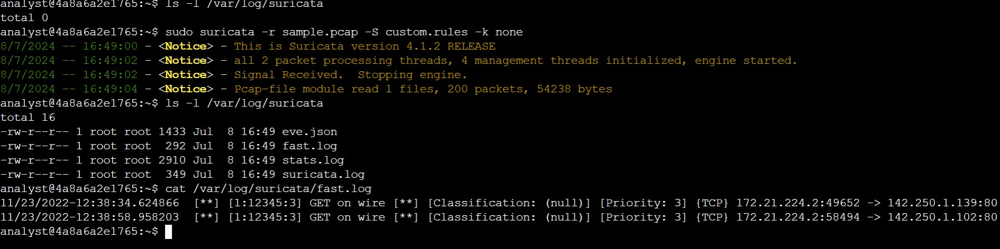 analyst@4a8a6a2e1765:~$ ls -l /var/log/suricata
total 0
analyst@4a8a6a2e1765:~$ sudo suricata -r sample.pcap -S custom.rules -k none
8/7/2024 -- 16:49:00 - <Notice> - This is Suricata version 4.1.2 RELEASE
8/7/2024 -- 16:49:02 - <Notice> - all 2 packet processing threads, 4 management threads initialized, engine started.
8/7/2024 -- 16:49:02 - <Notice> - Signal Received.  Stopping engine.
8/7/2024 -- 16:49:04 - <Notice> - Pcap-file module read 1 files, 200 packets, 54238 bytes
analyst@4a8a6a2e1765:~$ ls -l /var/log/suricata
total 16
-rw-r--r-- 1 root root 1433 Jul  8 16:49 eve.json
-rw-r--r-- 1 root root  292 Jul  8 16:49 fast.log
-rw-r--r-- 1 root root 2910 Jul  8 16:49 stats.log
-rw-r--r-- 1 root root  349 Jul  8 16:49 suricata.log
analyst@4a8a6a2e1765:~$ cat /var/log/suricata/fast.log
11/23/2022-12:38:34.624866  [**] [1:12345:3] GET on wire [**] [Classification: (null)] [Priority: 3] {TCP} 172.21.224.2:49652 -> 142.250.1.139:80
11/23/2022-12:38:58.958203  [**] [1:12345:3] GET on wire [**] [Classification: (null)] [Priority: 3] {TCP} 172.21.224.2:58494 -> 142.250.1.102:80
analyst@4a8a6a2e1765:~$